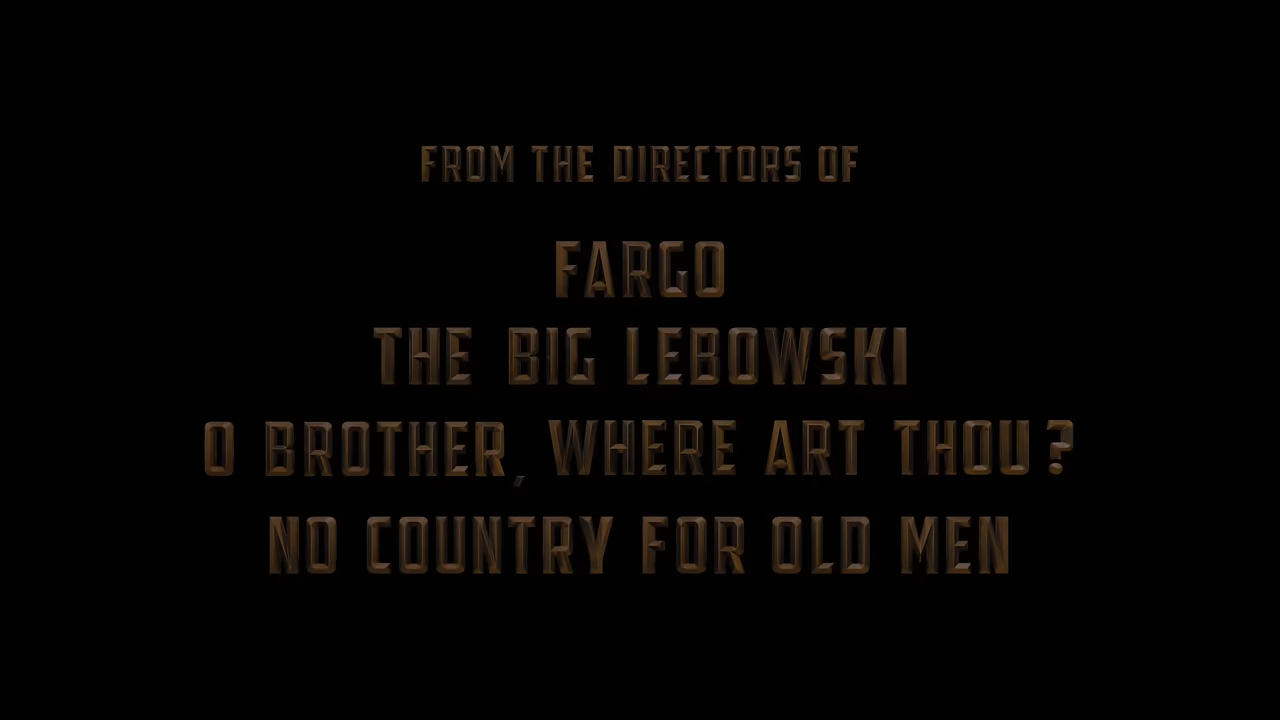 FROM THE DIRECTORS OF
FARGO
THE BIG LEBOWSKI
O BROTHER, WHERE ART THOU?
NO COUNTRY FOR OLD MEN